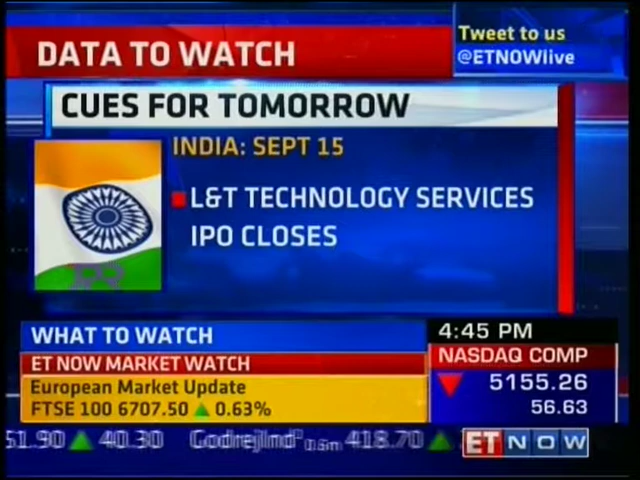 DATA TO WATCH
Tweet to us
@ETNOWlive
CUES FOR TOMORROW
INDIA: SEPT 15
L&T TECHNOLOGY SERVICES
IPO CLOSES
WHAT TO WATCH
4:45 PM
ET NOW MARKET WATCH
NASDAQ COMP
European Market Update
5155.26
FTSE 100 6707.50 ▲ 0.63%
56.63
51.90 ▲ 40.30 GodrejInd 0.6m 418.70 ▲
ET NOW